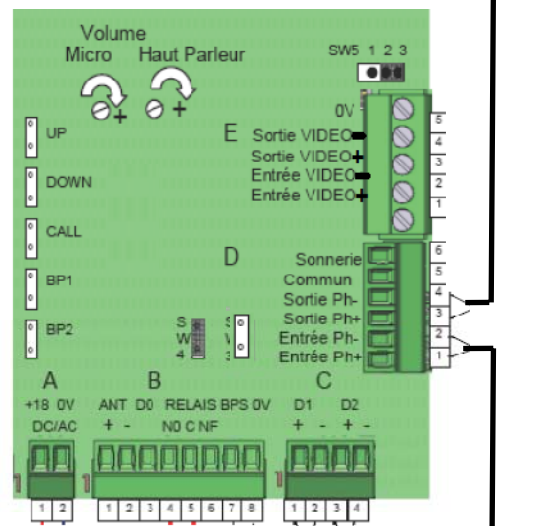 Volume
Micro Haut Parleur
+ +
SW5 1 2 3
UP
DOWN
CALL
BP1
BP2
E
0V 5
Sortie VIDEO- 4
Sortie VIDEO+ 3
Entrée VIDEO- 2
Entrée VIDEO+ 1
D
Sonnerie 6
Commun 5
Sortie Ph- 4
Sortie Ph+ 3
Entrée Ph- 2
Entrée Ph+ 1
SW4
SW3
A B C
+18 0V ANT D0 RELAIS BPS 0V D1 D2
DC/AC + - N0 C NF + - + -
1 2 1 2 3 4 5 6 7 8 1 2 3 4